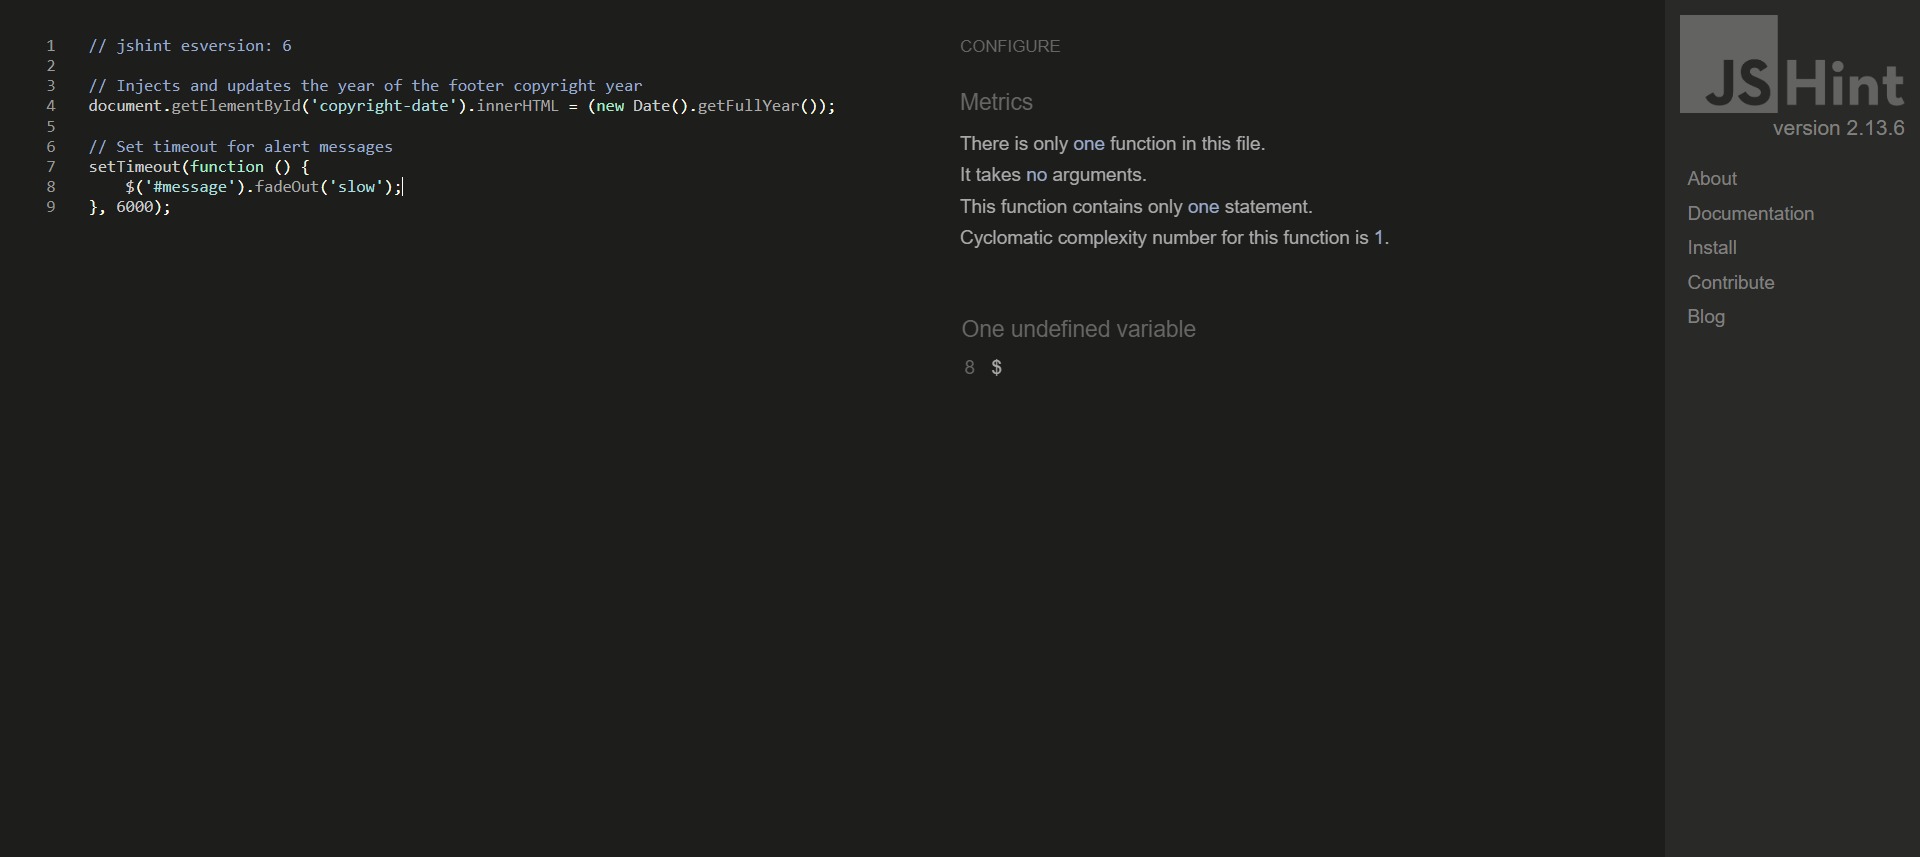 1 // jshint esversion: 6
2
3 // Injects and updates the year of the footer copyright year
4 document.getElementById('copyright-date').innerHTML = (new Date().getFullYear());
5
6 // Set timeout for alert messages
7 setTimeout(function () {
8     $('#message').fadeOut('slow');
9 }, 6000);
CONFIGURE
Metrics
There is only one function in this file.
It takes no arguments.
This function contains only one statement.
Cyclomatic complexity number for this function is 1.
One undefined variable
8 $
JSHint
version 2.13.6
About
Documentation
Install
Contribute
Blog